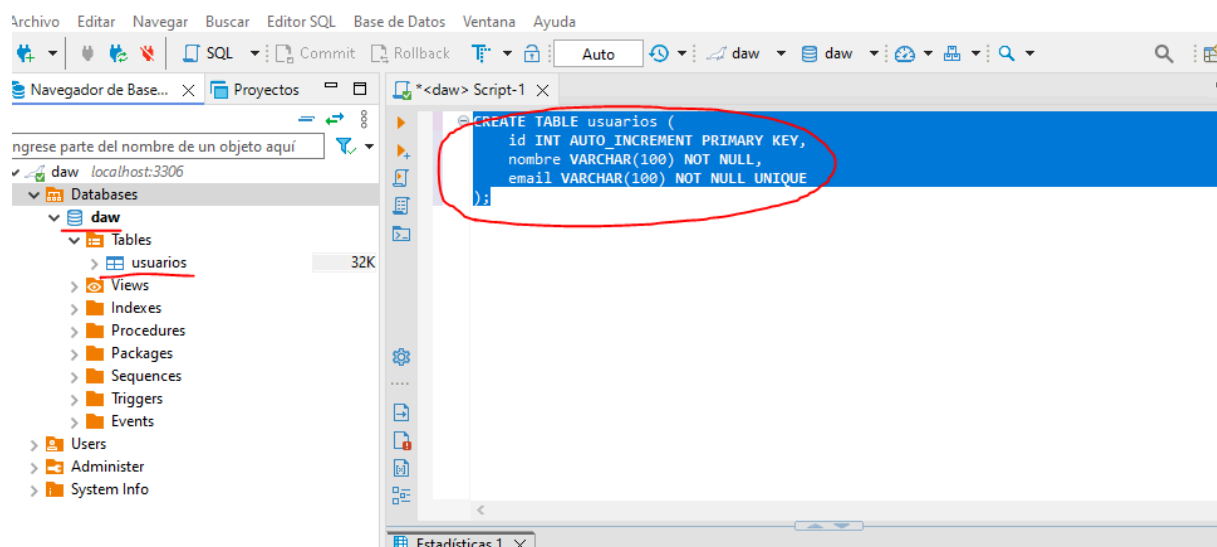 Archivo Editar Navegar Buscar Editor SQL Base de Datos Ventana Ayuda
SQL Commit Rollback Auto daw daw
Navegador de Base... Proyectos
ngrese parte del nombre de un objeto aquí
daw localhost:3306
Databases
daw
Tables
usuarios 32K
Views
Indexes
Procedures
Packages
Sequences
Triggers
Events
Users
Administer
System Info
*<daw> Script-1
CREATE TABLE usuarios (
id INT AUTO_INCREMENT PRIMARY KEY,
nombre VARCHAR(100) NOT NULL,
email VARCHAR(100) NOT NULL UNIQUE
);
Estadísticas 1